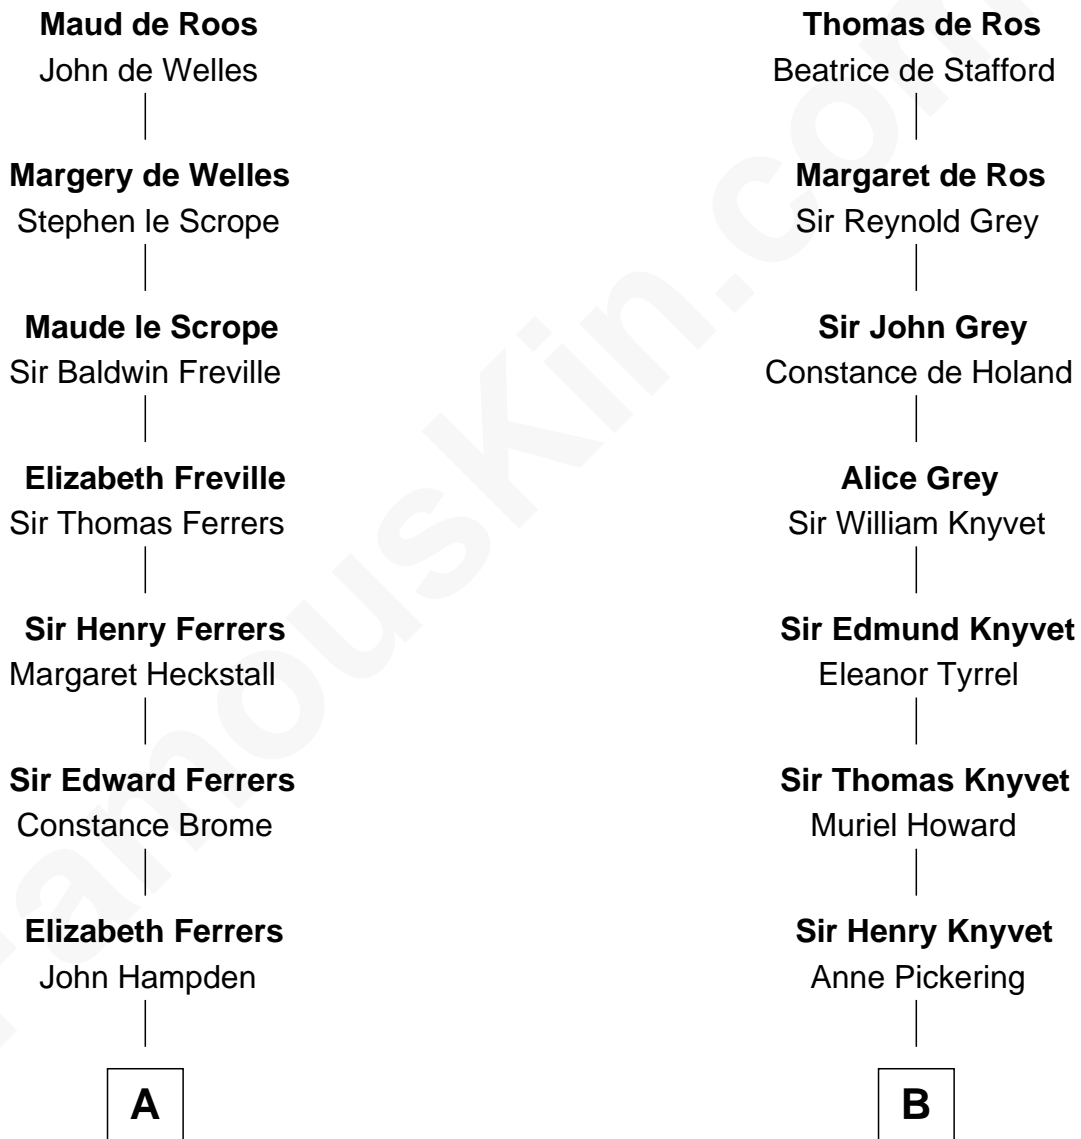 Maud de Roos
John de Welles
Margery de Welles
Stephen le Scrope
Maude le Scrope
Sir Baldwin Freville
Elizabeth Freville
Sir Thomas Ferrers
Sir Henry Ferrers
Margaret Heckstall
Sir Edward Ferrers
Constance Brome
Elizabeth Ferrers
John Hampden
A
Thomas de Ros
Beatrice de Stafford
Margaret de Ros
Sir Reynold Grey
Sir John Grey
Constance de Holand
Alice Grey
Sir William Knyvet
Sir Edmund Knyvet
Eleanor Tyrrel
Sir Thomas Knyvet
Muriel Howard
Sir Henry Knyvet
Anne Pickering
B
FamousKin.com